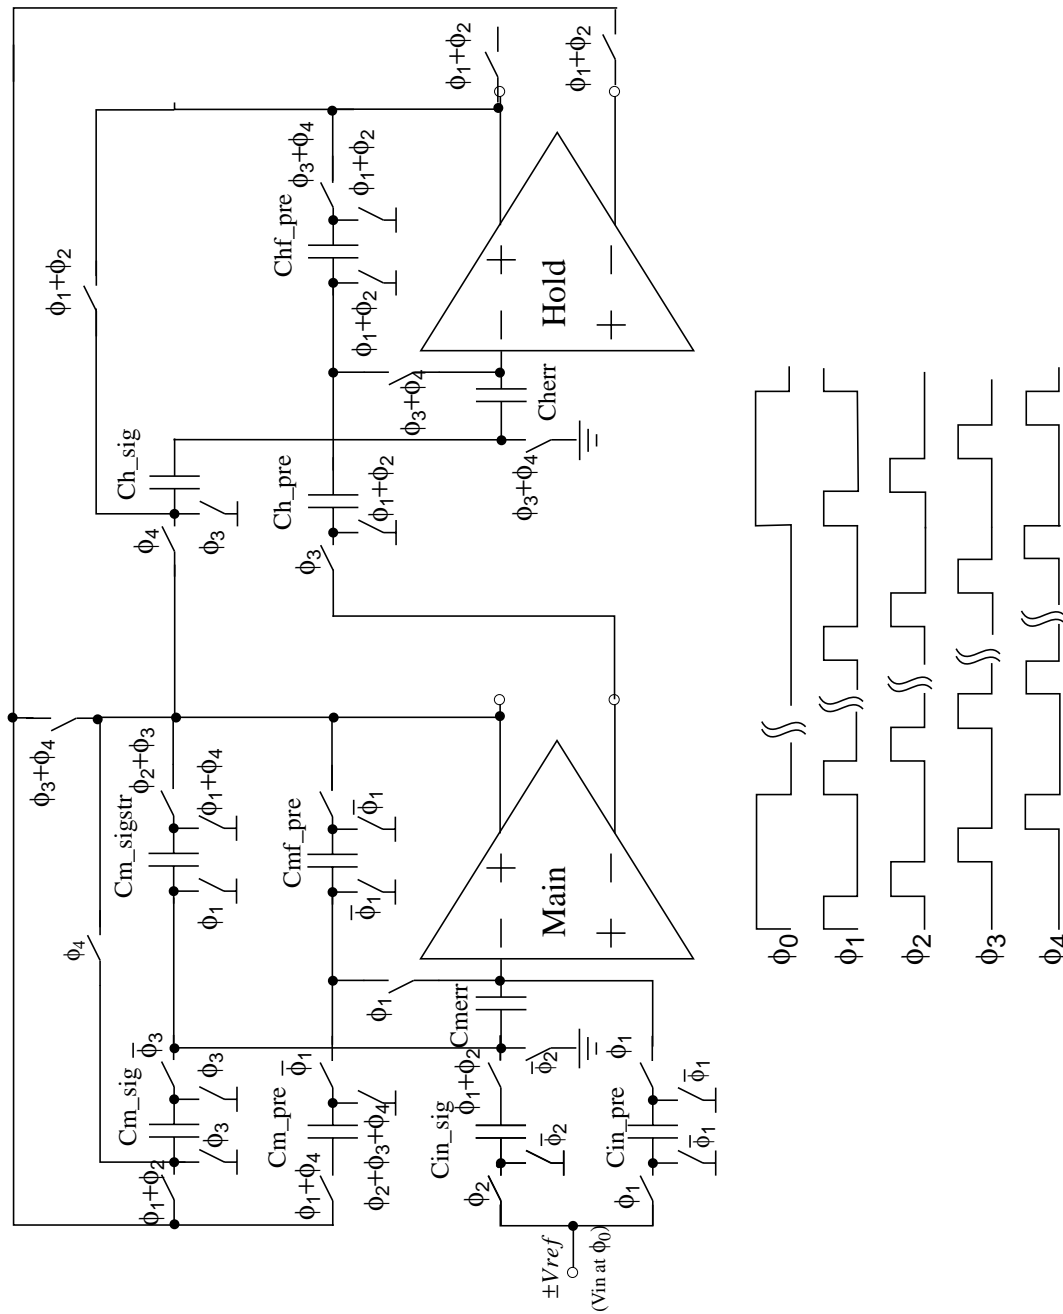 ϕ3+ϕ4
ϕ4
Cm_sig
ϕ̅3
ϕ3
ϕ3
ϕ1+ϕ2
Cm_sigstr
ϕ1
ϕ2+ϕ3
ϕ1+ϕ4
Cm_pre
ϕ1+ϕ4
ϕ̅1
ϕ2+ϕ3+ϕ4
Cmf_pre
ϕ̅1
ϕ̅1
ϕ1
Cin_sig
ϕ2
ϕ̅2
ϕ1+ϕ2
Cmerr
ϕ̅2
Cin_pre
ϕ1
ϕ̅1
ϕ1
ϕ̅1
±Vref
(Vin at ϕ0)
− +
Main
+ −
ϕ1+ϕ2
ϕ4
ϕ3
Ch_sig
ϕ3
Ch_pre
ϕ1+ϕ2
Chf_pre
ϕ1+ϕ2
ϕ3+ϕ4
ϕ1+ϕ2
ϕ3+ϕ4
Cherr
ϕ3+ϕ4
− +
Hold
+ −
ϕ1+ϕ2
ϕ1+ϕ2
ϕ0
ϕ1
ϕ2
ϕ3
ϕ4